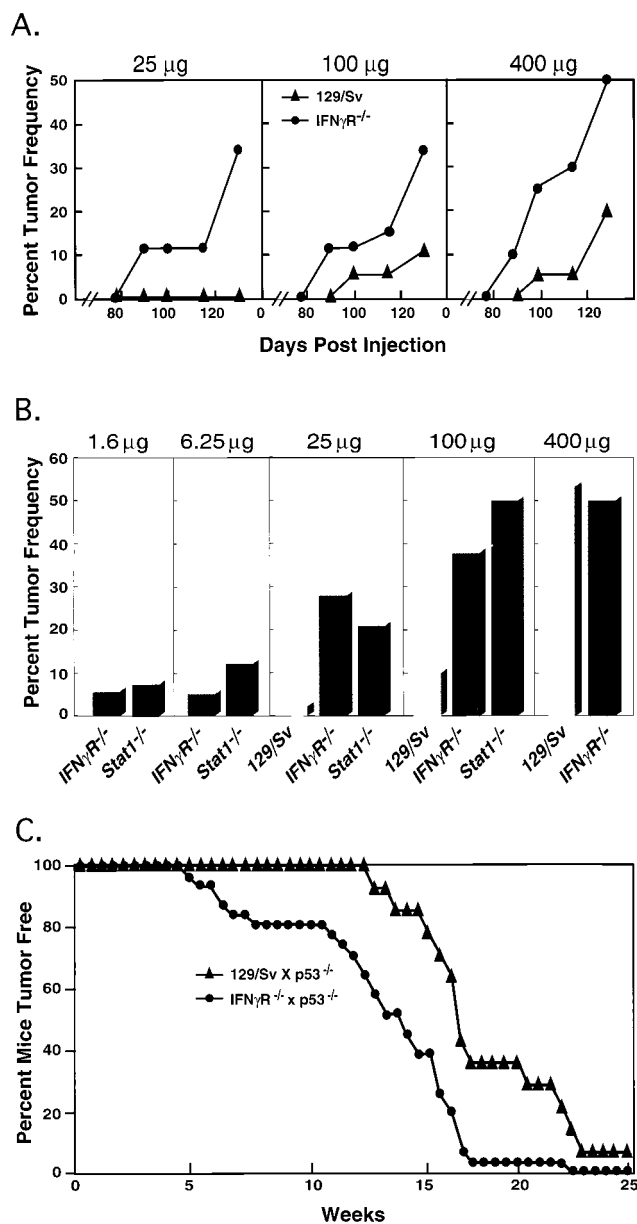 A.
25 μg 100 μg 400 μg
50
40
30
20
10
0
129/Sv
IFNγR-/-
Percent Tumor Frequency
80 100 120 0 80 100 120 0 80 100 120
Days Post Injection
B.
1.6 μg 6.25 μg 25 μg 100 μg 400 μg
60
50
40
30
20
10
0
Percent Tumor Frequency
IFNγR-/- Stat1-/- IFNγR-/- Stat1-/- 129/Sv IFNγR-/- Stat1-/- 129/Sv IFNγR-/- Stat1-/- 129/Sv IFNγR-/-
C.
100
80
60
40
20
0
Percent Mice Tumor Free
129/Sv X p53-/-
IFNγR-/- x p53-/-
0 5 10 15 20 25
Weeks